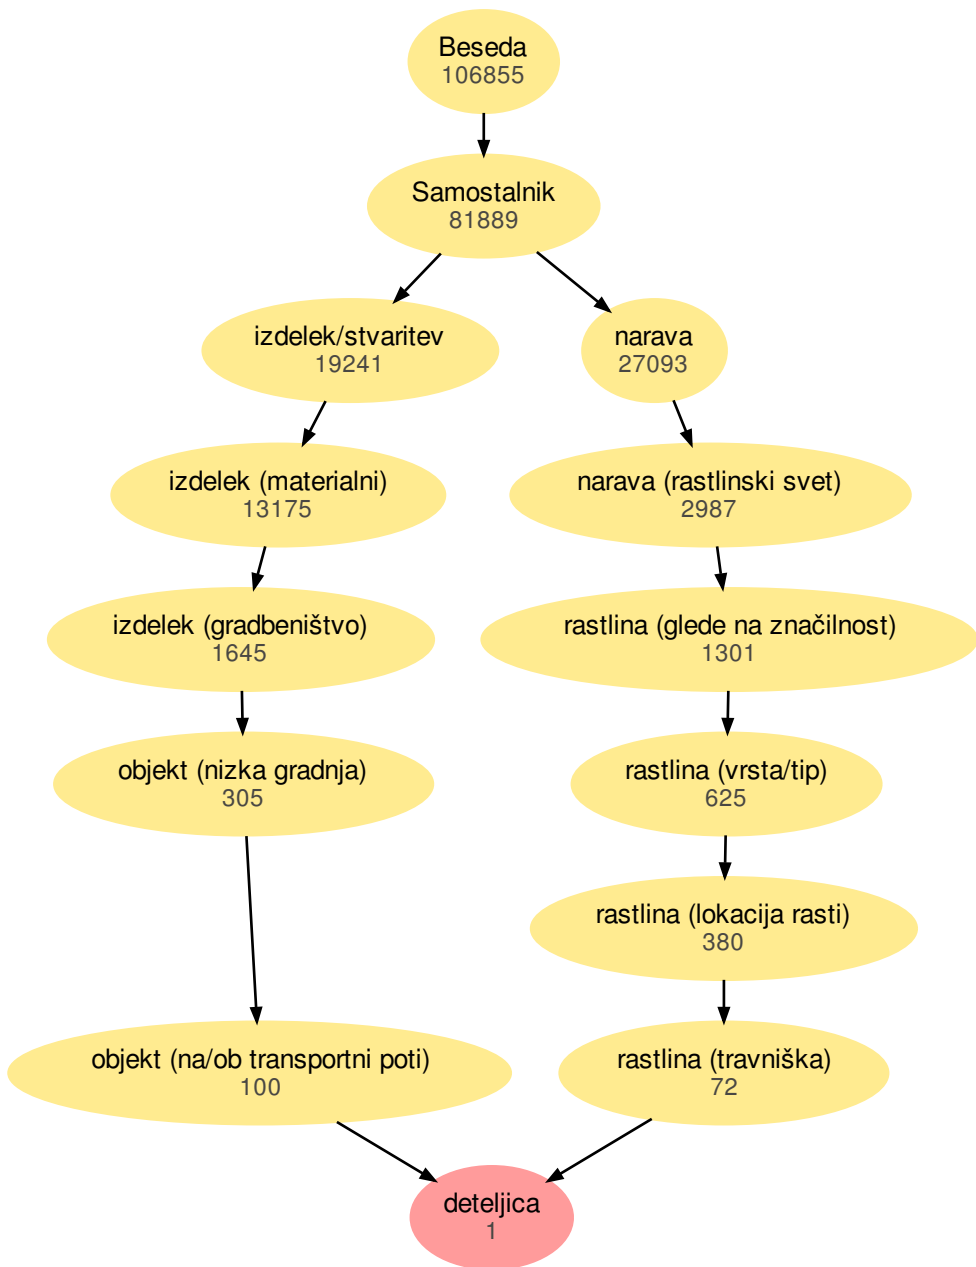 Beseda
106855
Samostalnik
81889
izdelek/stvaritev
19241
narava
27093
izdelek (materialni)
13175
narava (rastlinski svet)
2987
izdelek (gradbeništvo)
1645
rastlina (glede na značilnost)
1301
objekt (nizka gradnja)
305
rastlina (vrsta/tip)
625
rastlina (lokacija rasti)
380
objekt (na/ob transportni poti)
100
rastlina (travniška)
72
deteljica
1